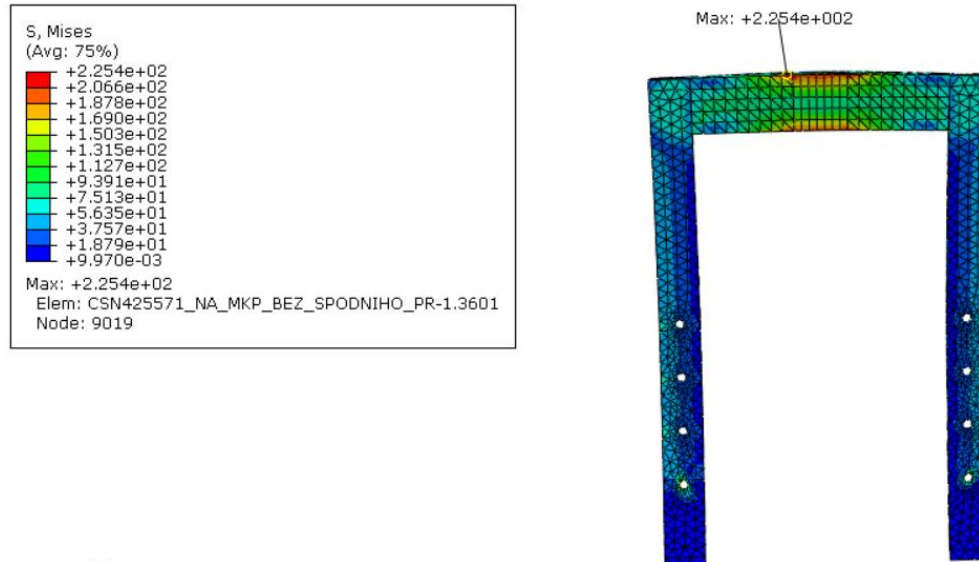 S, Mises
(Avg: 75%)
+2.254e+02
+2.066e+02
+1.878e+02
+1.690e+02
+1.503e+02
+1.315e+02
+1.127e+02
+9.391e+01
+7.513e+01
+5.635e+01
+3.757e+01
+1.879e+01
+9.970e-03
Max: +2.254e+02
Elem: CSN425571_NA_MKP_BEZ_SPODNIHO_PR-1.3601
Node: 9019
Max: +2.254e+002